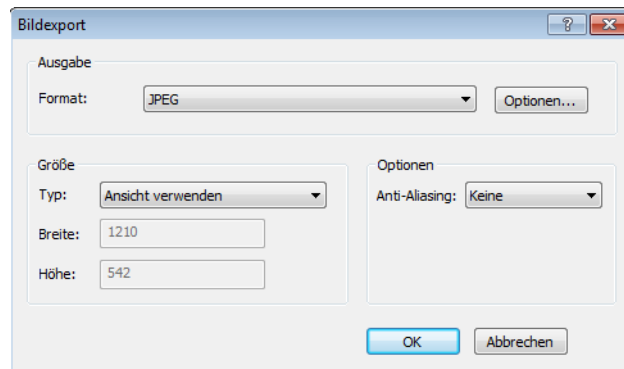 Bildexport
Ausgabe
Format: JPEG Optionen...
Größe
Typ: Ansicht verwenden
Breite: 1210
Höhe: 542
Optionen
Anti-Aliasing: Keine
OK Abbrechen